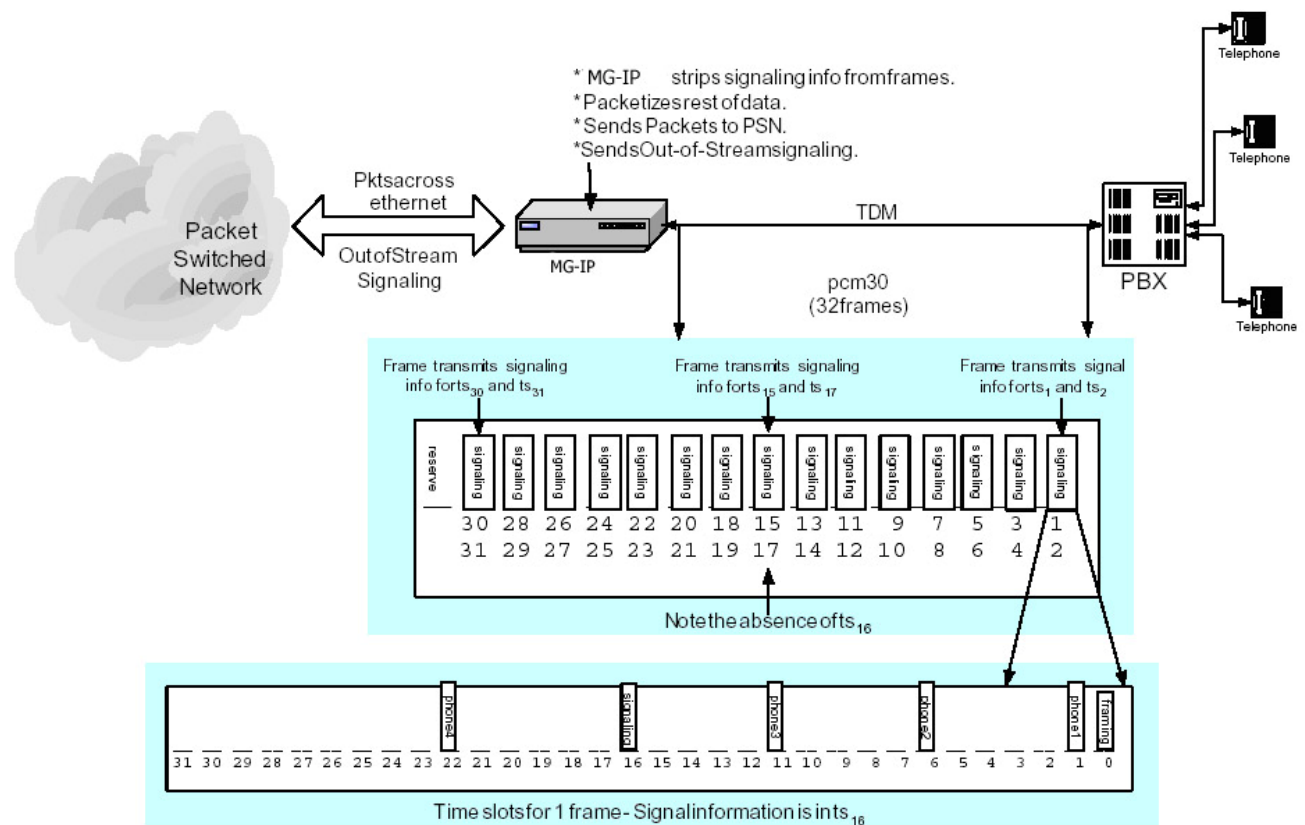 * MG-IP strips signaling info fromframes.
*Packetizesrest of data.
*Sends Packets to PSN.
*SendsOut-of-Streamsignaling.
Telephone
Telephone
Telephone
Packet
Switched
Network
Pktsacross
ethernet
OutofStream
Signaling
MG-IP
TDM
PBX
pcm30
(32frames)
Frame transmits signaling
info forts30 and ts31
Frame transmits signaling
info forts15 and ts17
Frame transmits signal
info forts1 and ts2
reserve signaling signaling signaling signaling signaling signaling signaling signaling signaling signaling signaling signaling signaling signaling signaling
30 28 26 24 22 20 18 15 13 11 9 7 5 3 1
31 29 27 25 23 21 19 17 14 12 10 8 6 4 2
Notethe absence ofts16
phone4 signaling phone3 phone2 phone1 framing
31 30 29 28 27 26 25 24 23 22 21 20 19 18 17 16 15 14 13 12 11 10 9 8 7 6 5 4 3 2 1 0
Time slotsfor 1 frame- Signalinformation is in ts16